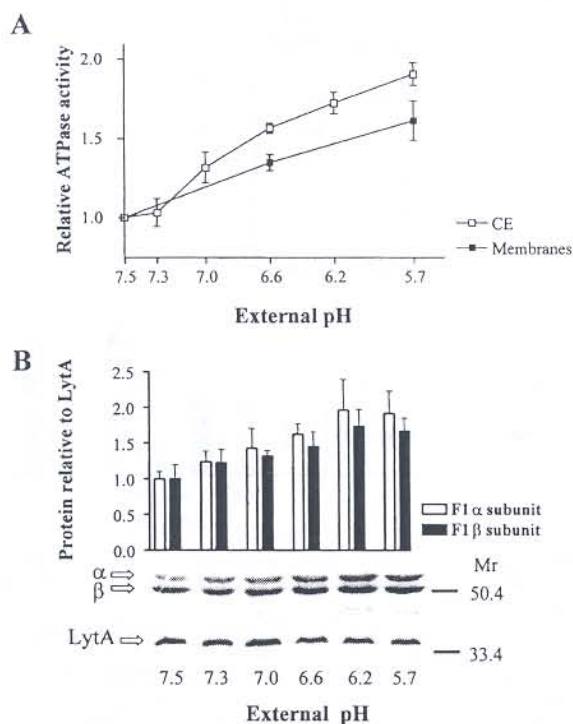 A
Relative ATPase activity
2.0
1.5
1.0
7.5 7.3 7.0 6.6 6.2 5.7
External pH
CE
Membranes
B
Protein relative to LytA
2.5
2.0
1.5
1.0
0.5
0.0
F1 α subunit
F1 β subunit
α
β
LytA
Mr
50.4
33.4
7.5 7.3 7.0 6.6 6.2 5.7
External pH